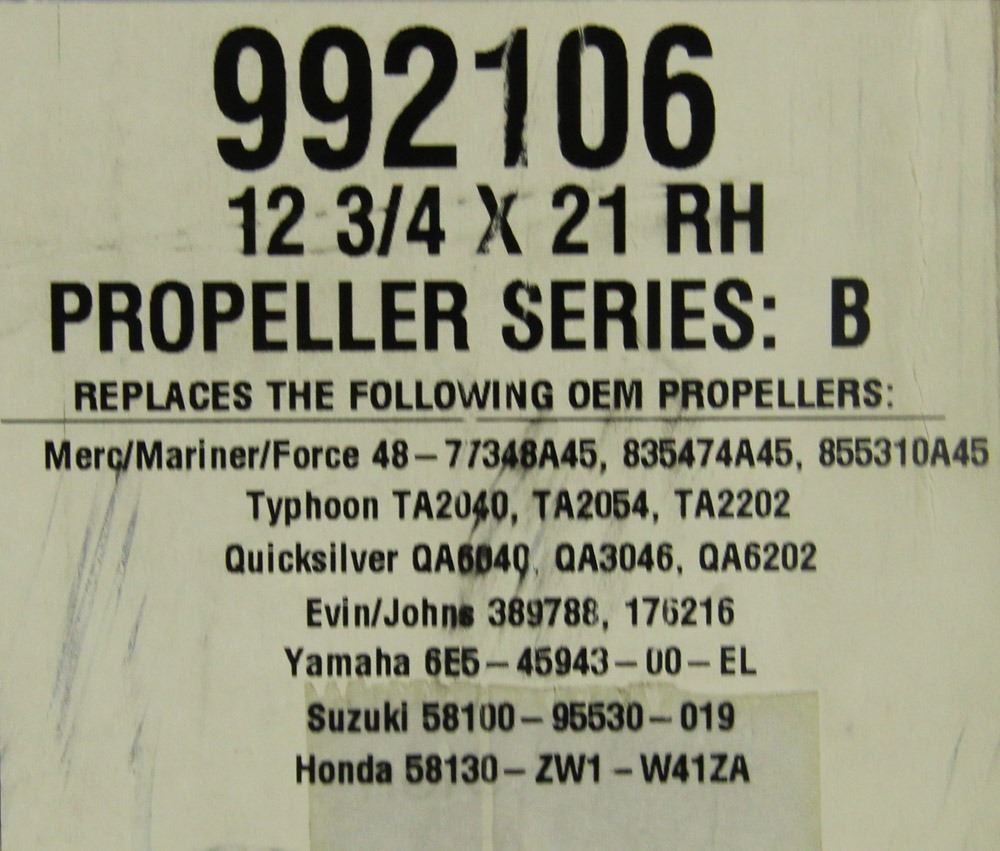 992106
12 3/4 X 21 RH
PROPELLER SERIES: B
REPLACES THE FOLLOWING OEM PROPELLERS:
Merc/Mariner/Force 48-77348A45, 835474A45, 855310A45
Typhoon TA2040, TA2054, TA2202
Quicksilver QA6040, QA3046, QA6202
Evin/Johns 389788, 176216
Yamaha 6E5-45943-00-EL
Suzuki 58100-95530-019
Honda 58130-ZW1-W41ZA